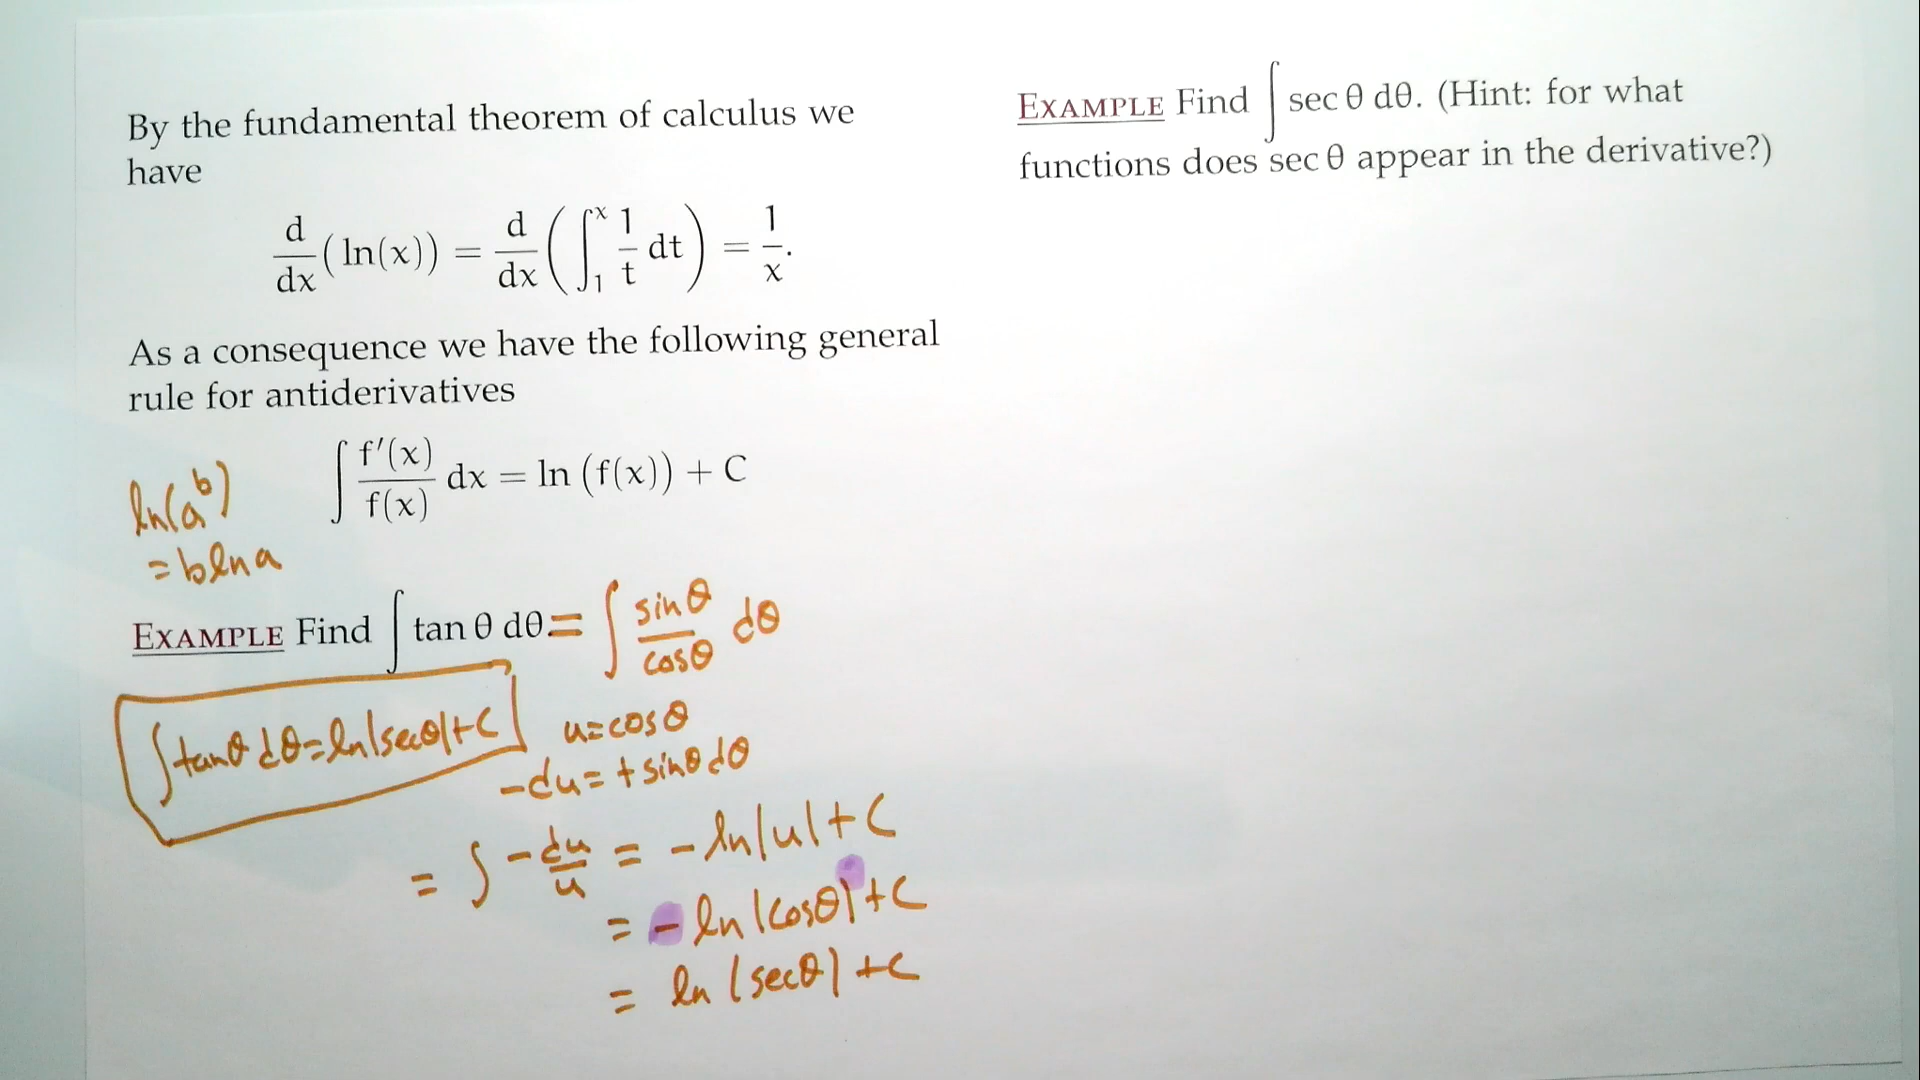 By the fundamental theorem of calculus we
have
d/dx (ln(x)) = d/dx (∫₁ˣ 1/t dt) = 1/x.
As a consequence we have the following general
rule for antiderivatives
∫ f′(x)/f(x) dx = ln (f(x)) + C
ln(a^b)
= b ln a
EXAMPLE Find ∫ tan θ dθ. = ∫ sin θ/cos θ dθ
∫ tan θ dθ = ln|sec θ| + C
u = cos θ
-du = + sin θ dθ
= ∫ -du/u = - ln|u| + C
= - ln |cos θ| + C
= ln |sec θ| + C
EXAMPLE Find ∫ sec θ dθ. (Hint: for what
functions does sec θ appear in the derivative?)